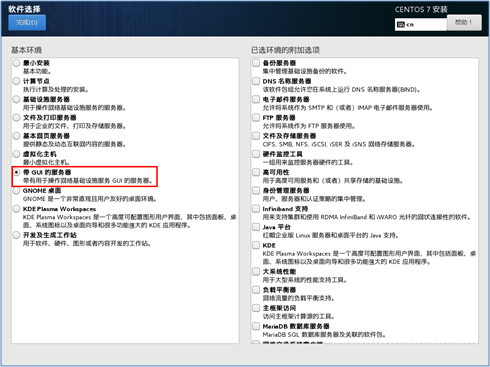 软件选择
完成(D)
CENTOS 7 安装
cn
帮助！
基本环境
最小安装
基本功能。
计算节点
执行计算及处理的安装。
基础设施服务器
用于操作网络基础设施服务的服务器。
文件及打印服务器
用于企业的文件、打印及存储服务器。
基本网页服务器
提供静态及动态互联网内容的服务器。
虚拟化主机
最小虚拟化主机。
带 GUI 的服务器
带有用于操作网络基础设施服务 GUI 的服务器。
GNOME 桌面
GNOME 是一个非常直观且用户友好的桌面环境。
KDE Plasma Workspaces
KDE Plasma Workspaces 是一个高度可配置图形用户界面，其中包括面板、桌
面、系统图标以及桌面向导和很多功能强大的 KDE 应用程序。
开发及生成工作站
用于软件、硬件、图形或者内容开发的工作站。
已选环境的附加选项
备份服务器
集中管理基础设备备份的软件。
DNS 名称服务器
该软件包组允许您在系统上运行 DNS 名称服务器(BIND)。
电子邮件服务器
允许将系统作为 SMTP 和（或者）IMAP 电子邮件服务器使用。
FTP 服务器
允许将系统作为 FTP 服务器使用。
文件及存储服务器
CIFS, SMB, NFS, iSCSI, iSER 及 iSNS 网络存储服务器。
硬件监控工具
一组用来监控服务器硬件的工具。
高可用性
用于高度可用服务和（或者）共享存储的基础设施。
身份管理服务器
用户、服务器和认证策略的集中管理。
Infiniband 支持
用来支持集群和使用 RDMA InfiniBand 和 iWARO 光纤的网状连接性的软件。
Java 平台
红帽企业版 Linux 服务器和桌面平台的 Java 支持。
KDE
KDE Plasma Workspaces 是一个高度可配置图形用户界面，其中包括面板、桌
面、系统图标以及桌面向导和很多功能强大的 KDE 应用程序。
大系统性能
用于大型系统的性能支持工具。
负载平衡器
网络流量的负载平衡支持。
主框架访问
访问主框架计算源的工具。
MariaDB 数据库服务器
MariaDB SQL 数据库服务器及关联的软件包。